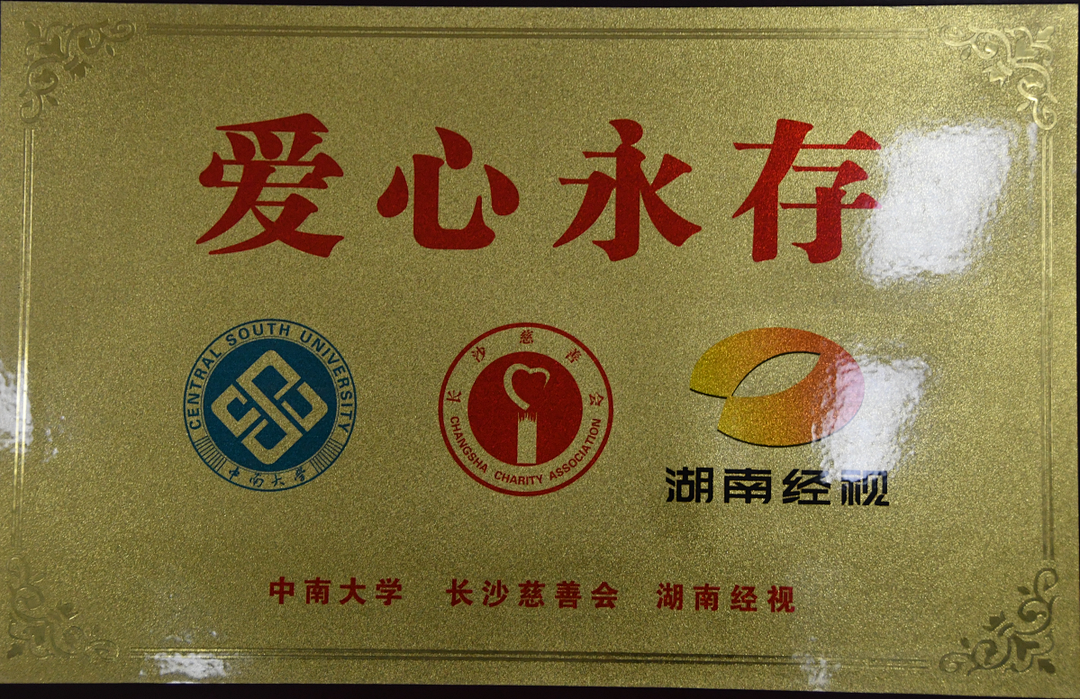 爱心永存
CENTRAL SOUTH UNIVERSITY
中南大学
长沙慈善会
CHANGSHA CHARITY ASSOCIATION
湖南经视
中南大学 长沙慈善会 湖南经视